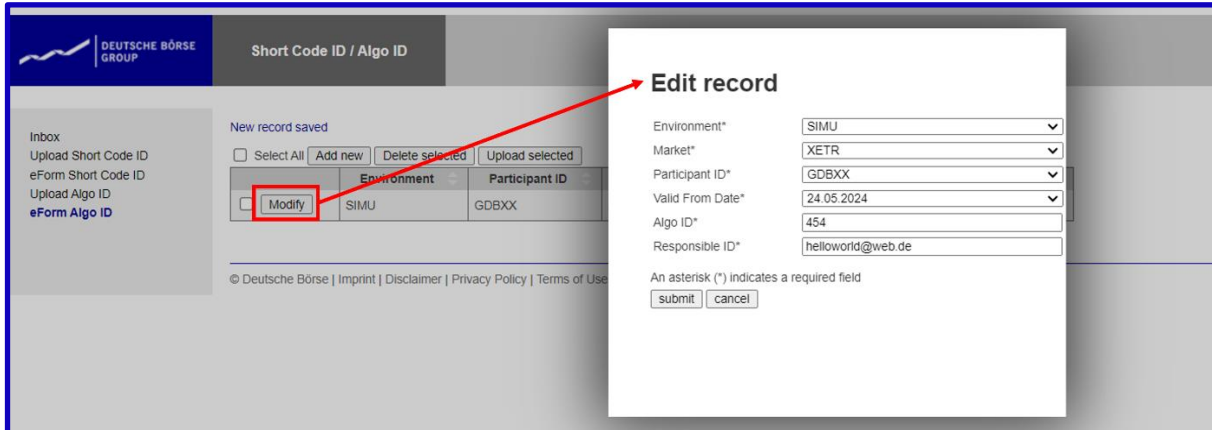 DEUTSCHE BÖRSE
GROUP
Short Code ID / Algo ID
Inbox
Upload Short Code ID
eForm Short Code ID
Upload Algo ID
eForm Algo ID
New record saved
Select All Add new Delete selected Upload selected
Environment Participant ID
Modify SIMU GDBXX
© Deutsche Börse | Imprint | Disclaimer | Privacy Policy | Terms of Use
Edit record
Environment* SIMU
Market* XETR
Participant ID* GDBXX
Valid From Date* 24.05.2024
Algo ID* 454
Responsible ID* helloworld@web.de
An asterisk (*) indicates a required field
submit cancel